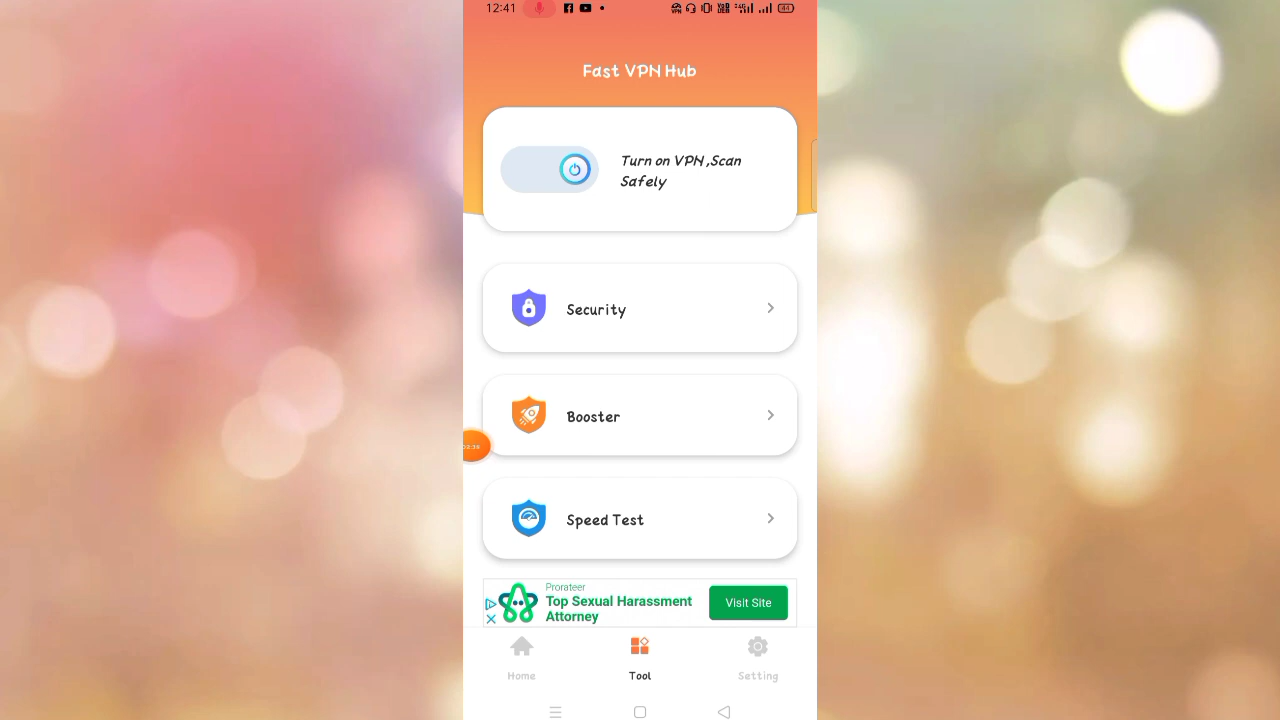 12:41
Fast VPN Hub
Turn on VPN ,Scan
Safely
Security
Booster
Speed Test
Prorateer
Top Sexual Harassment
Attorney
Visit Site
Home
Tool
Setting